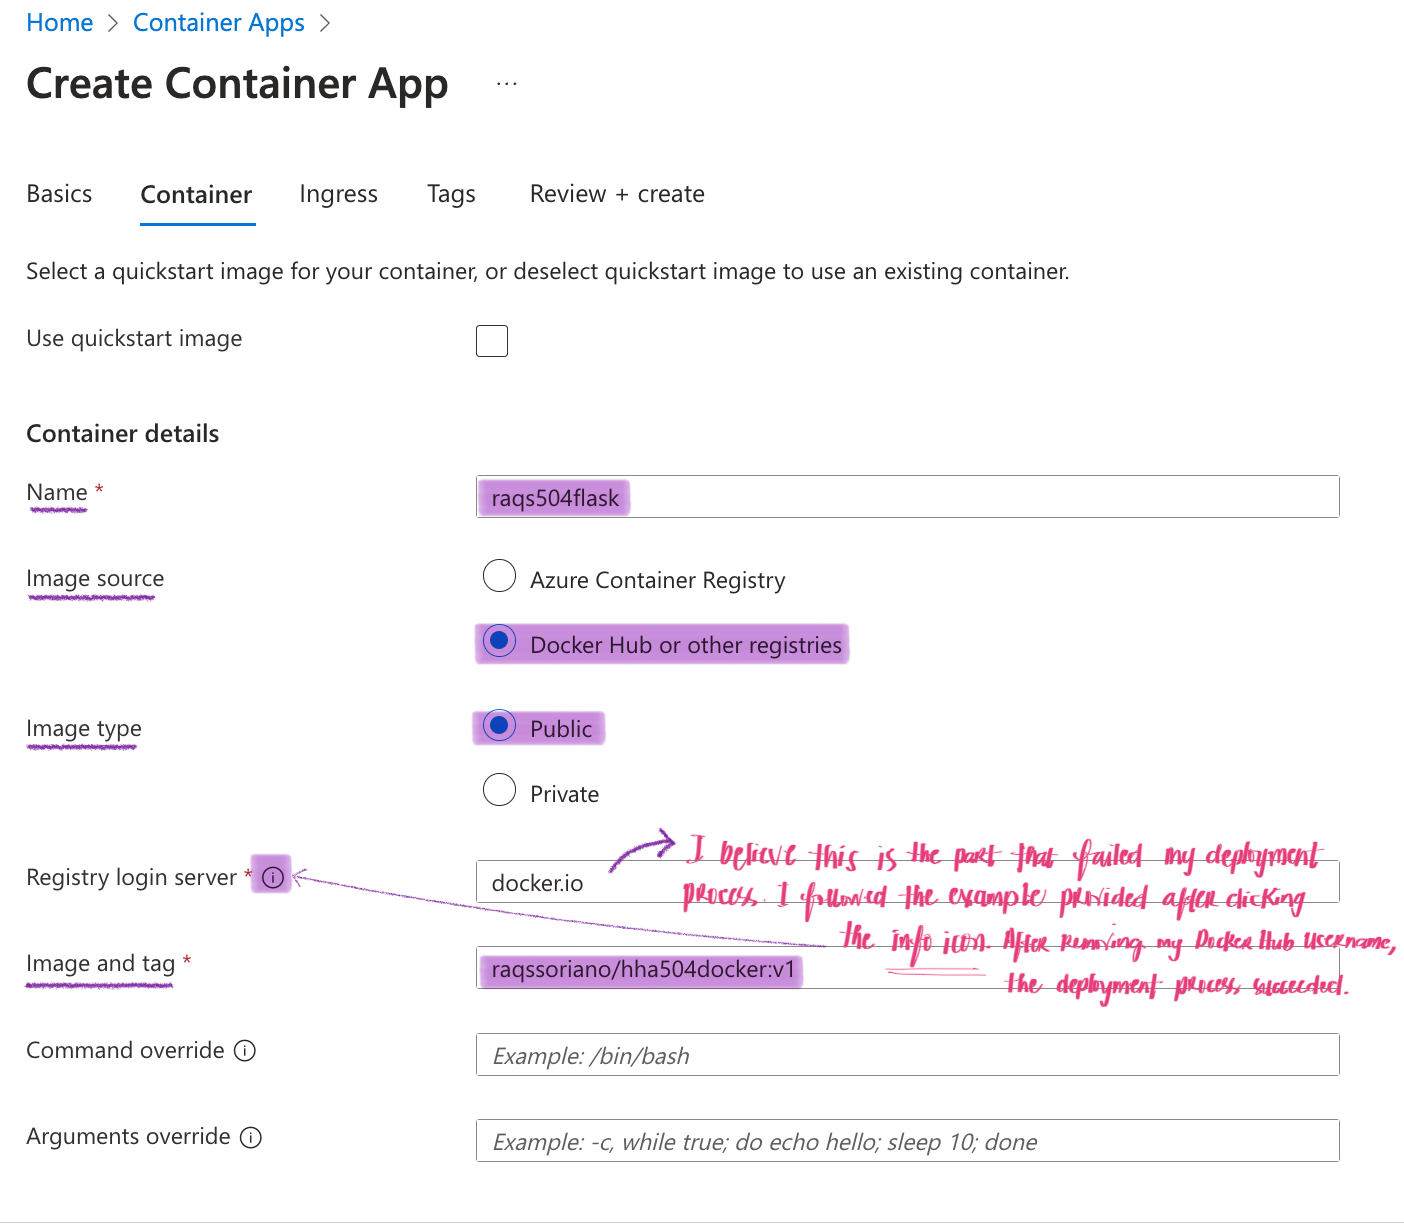 Home > Container Apps >
Create Container App ...
Basics Container Ingress Tags Review + create
Select a quickstart image for your container, or deselect quickstart image to use an existing container.
Use quickstart image
Container details
Name *
raqs504flask
Image source
Azure Container Registry
Docker Hub or other registries
Image type
Public
Private
Registry login server *
docker.io
I believe this is the part that failed my deployment
process. I followed the example provided after clicking
the info icon. After removing my Docker Hub Username,
the deployment process succeeded.
Image and tag *
raqssoriano/hha504docker:v1
Command override
Example: /bin/bash
Arguments override
Example: -c, while true; do echo hello; sleep 10; done